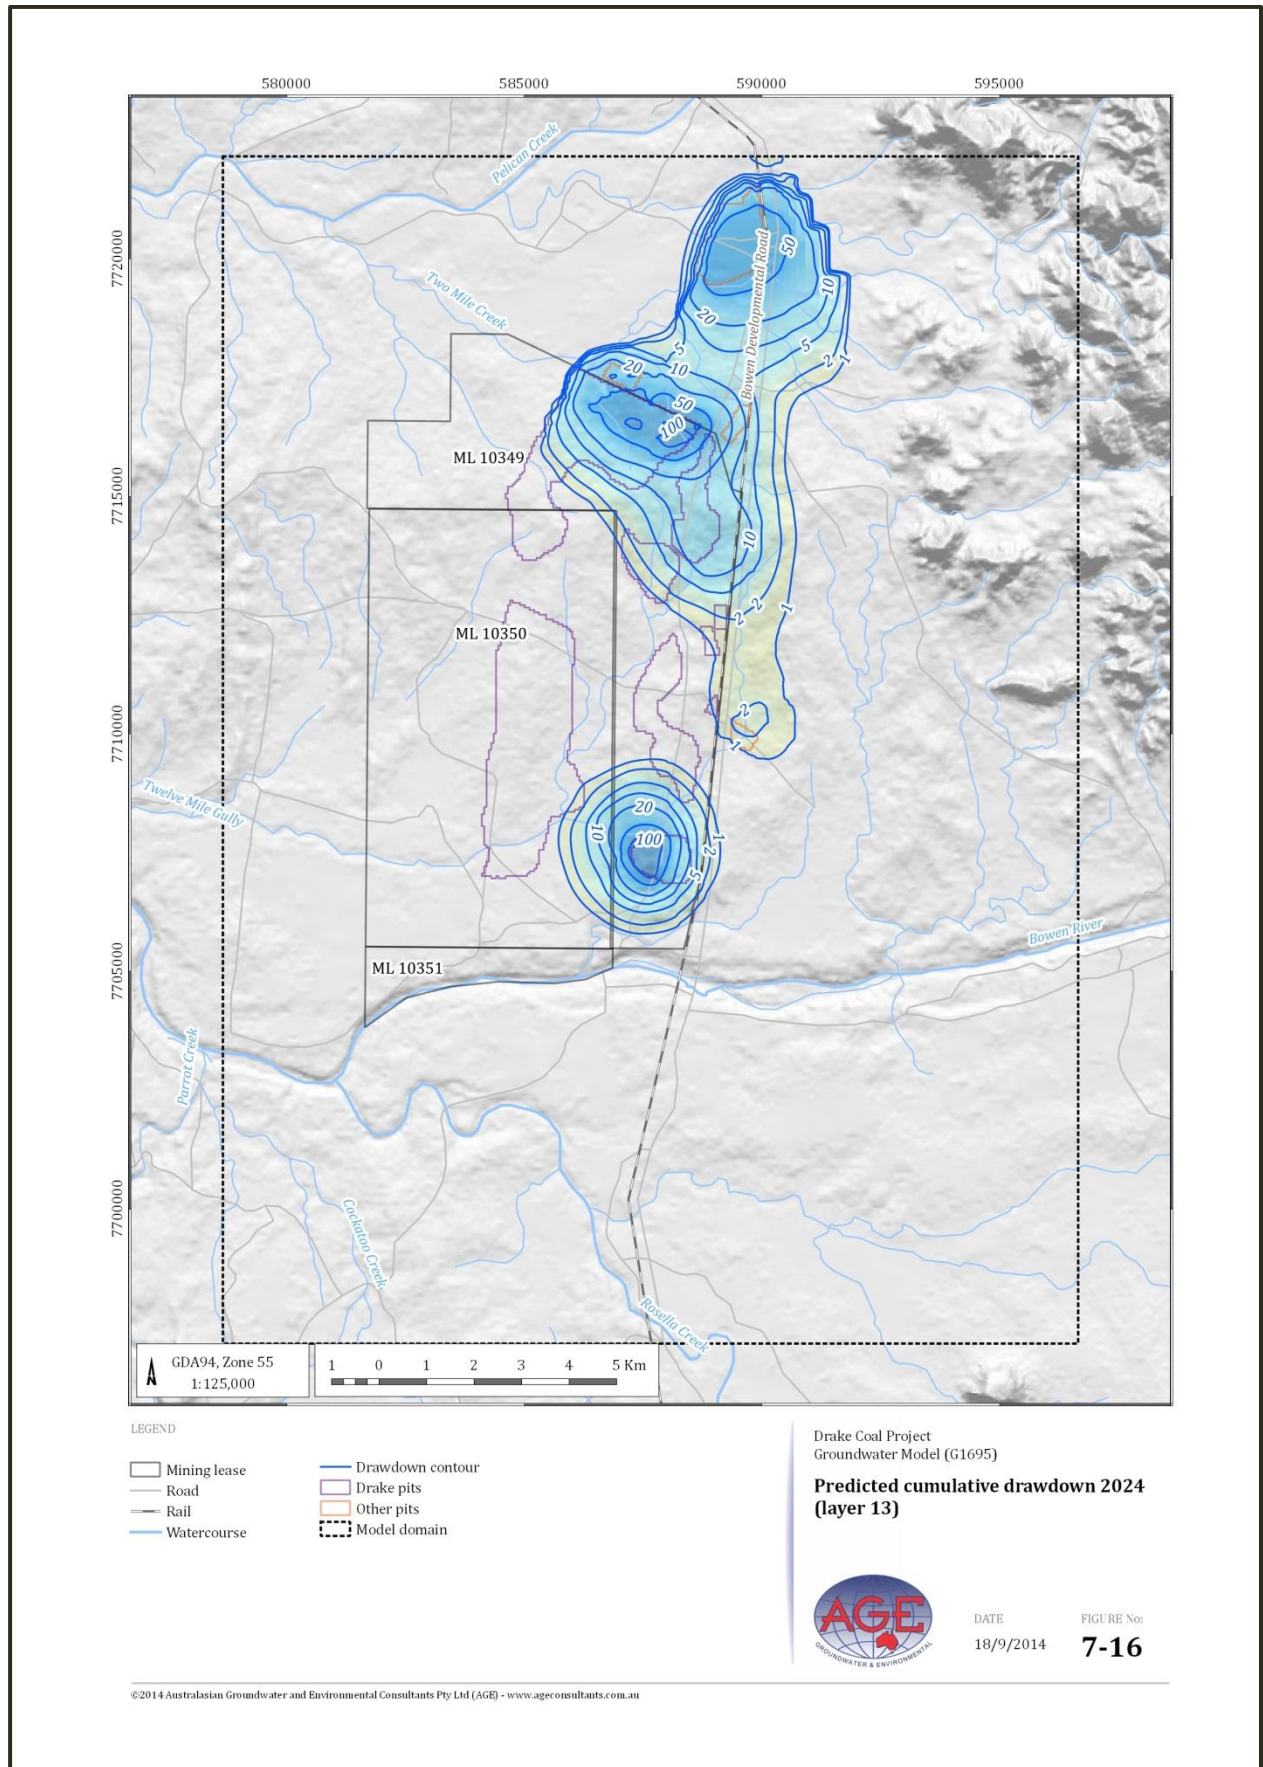 580000 585000 590000 595000
7720000
7715000
7710000
7705000
7700000
Pelican Creek
Two Mile Creek
Bowen Developmental Road
50
10
20
5
5
2
1
10
20
50
100
ML 10349
10
2
2
1
ML 10350
2
1
Twelve Mile Gully
20
10
100
1
2
5
Bowen River
ML 10351
Parrot Creek
Cockatoo Creek
Rosella Creek
N
GDA94, Zone 55
1:125,000
1 0 1 2 3 4 5 Km
LEGEND
Mining lease
Road
Rail
Watercourse
Drawdown contour
Drake pits
Other pits
Model domain
Drake Coal Project
Groundwater Model (G1695)
Predicted cumulative drawdown 2024
(layer 13)
AGE
GROUNDWATER & ENVIRONMENTAL
DATE
18/9/2014
FIGURE No:
7-16
©2014 Australasian Groundwater and Environmental Consultants Pty Ltd (AGE) - www.ageconsultants.com.au